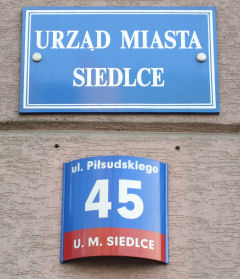 URZĄD MIASTA
SIEDLCE
ul. Piłsudskiego
45
U. M. SIEDLCE